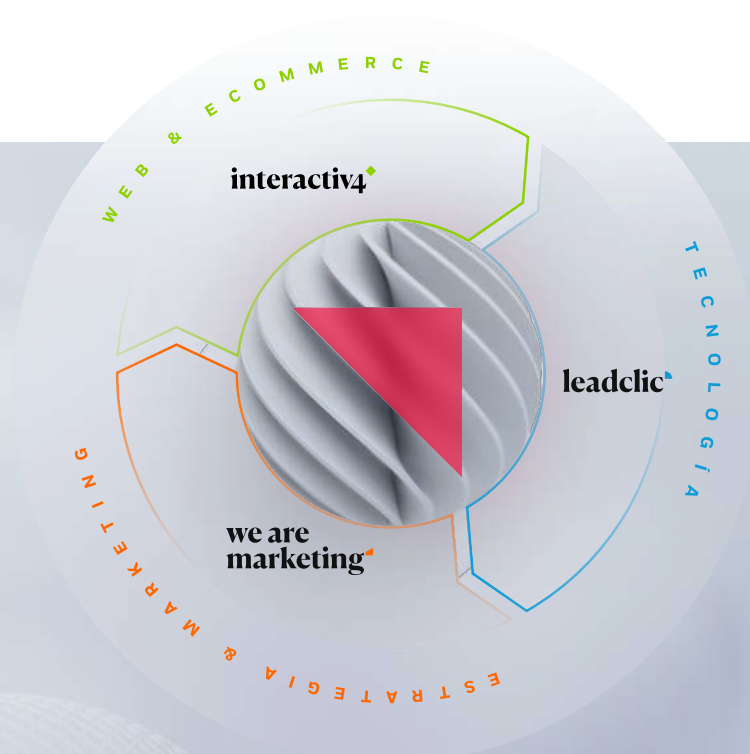 WEB & ECOMMERCE
interactiv4
TECNOLOGÍA
leadclic
we are
marketing
ESTRATEGIA & MARKETING